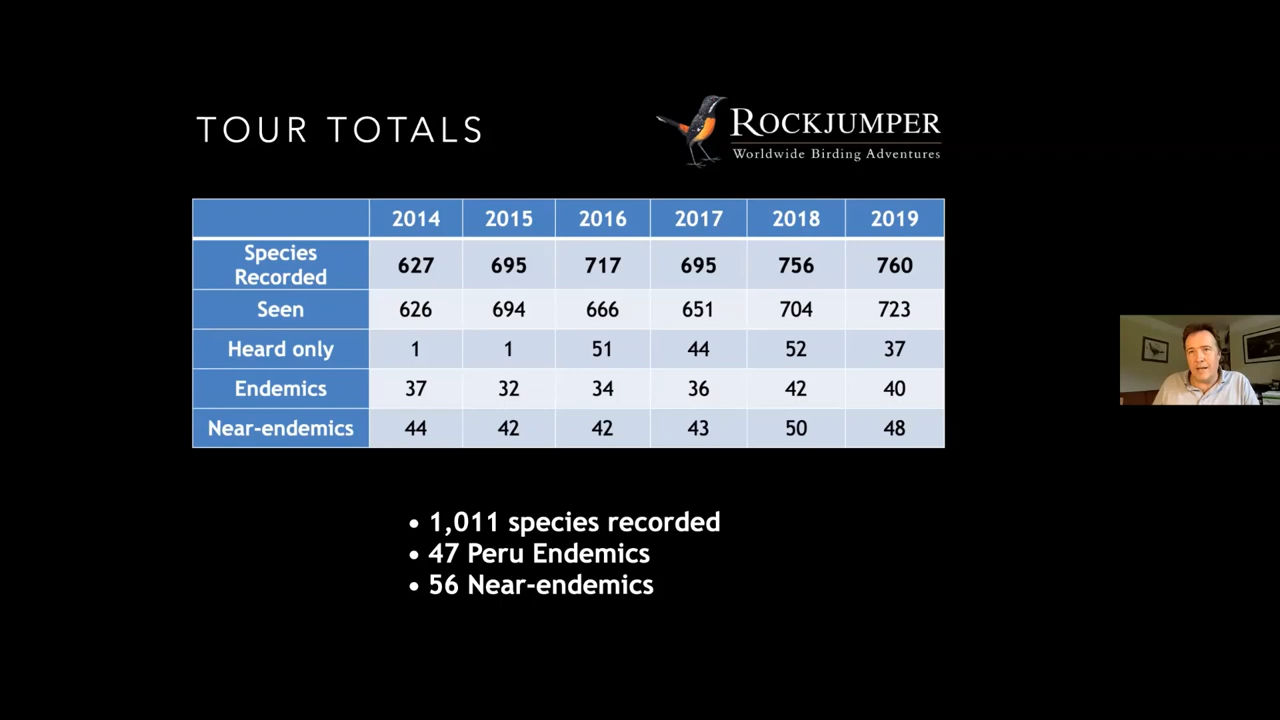 TOUR TOTALS
ROCKJUMPER
Worldwide Birding Adventures
2014 2015 2016 2017 2018 2019
Species
Recorded 627 695 717 695 756 760
Seen 626 694 666 651 704 723
Heard only 1 1 51 44 52 37
Endemics 37 32 34 36 42 40
Near-endemics 44 42 42 43 50 48
• 1,011 species recorded
• 47 Peru Endemics
• 56 Near-endemics